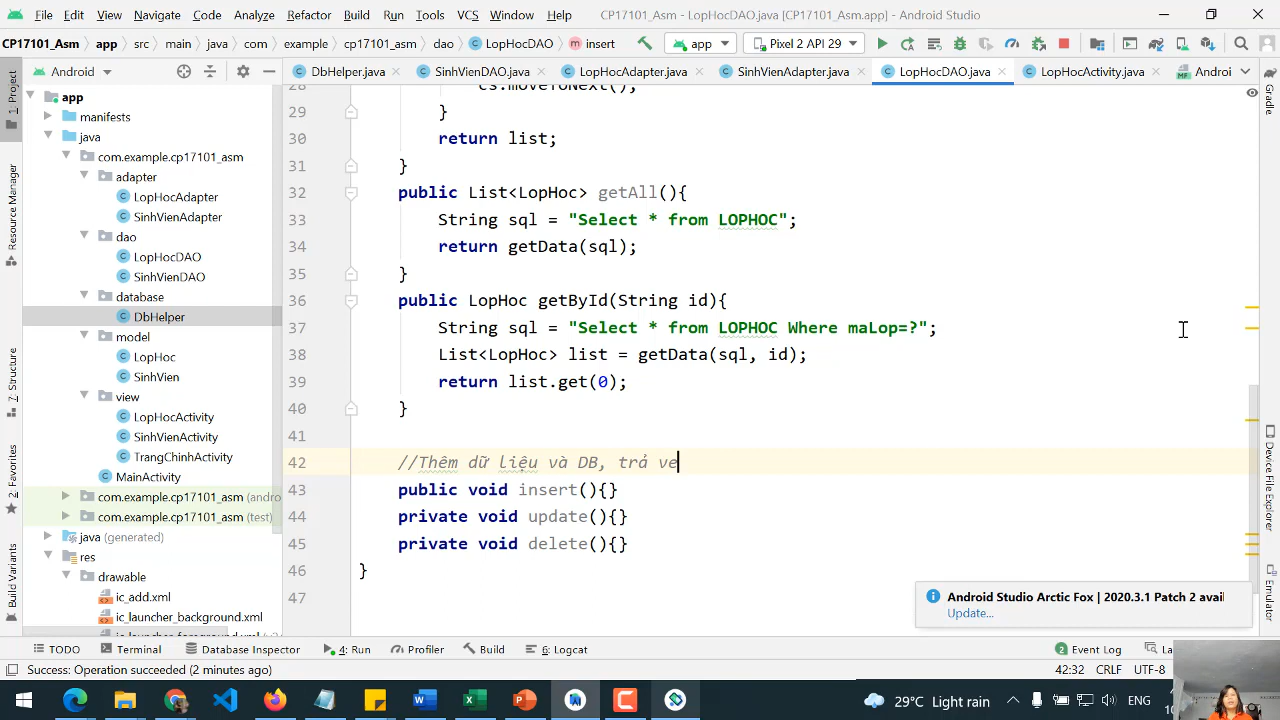 File Edit View Navigate Code Analyze Refactor Build Run Tools VCS Window Help CP17101_Asm - LopHocDAO.java [CP17101_Asm.app] - Android Studio
CP17101_Asm app src main java com example cp17101_asm dao LopHocDAO insert app Pixel 2 API 29
Android DbHelper.java SinhVienDAO.java LopHocAdapter.java SinhVienAdapter.java LopHocDAO.java LopHocActivity.java Androi
1: Project
Resource Manager
Z: Structure
2: Favorites
Build Variants
app
manifests
java
com.example.cp17101_asm
adapter
LopHocAdapter
SinhVienAdapter
dao
LopHocDAO
SinhVienDAO
database
DbHelper
model
LopHoc
SinhVien
view
LopHocActivity
SinhVienActivity
TrangChinhActivity
MainActivity
com.example.cp17101_asm (andro
com.example.cp17101_asm (test)
java (generated)
res
drawable
ic_add.xml
ic_launcher_background.xml
28 cs.moveToNext();
29 }
30 return list;
31 }
32 public List<LopHoc> getAll(){
33 String sql = "Select * from LOPHOC";
34 return getData(sql);
35 }
36 public LopHoc getById(String id){
37 String sql = "Select * from LOPHOC Where maLop=?";
38 List<LopHoc> list = getData(sql, id);
39 return list.get(0);
40 }
41
42 //Thêm dữ liệu và DB, trả ve
43 public void insert(){}
44 private void update(){}
45 private void delete(){}
46 }
47
Gradle
Device File Explorer
Emulator
Android Studio Arctic Fox | 2020.3.1 Patch 2 avail
Update...
TODO Terminal Database Inspector 4: Run Profiler Build 6: Logcat 2 Event Log La
Success: Operation succeeded (2 minutes ago) 42:32 CRLF UTF-8
29°C Light rain ENG